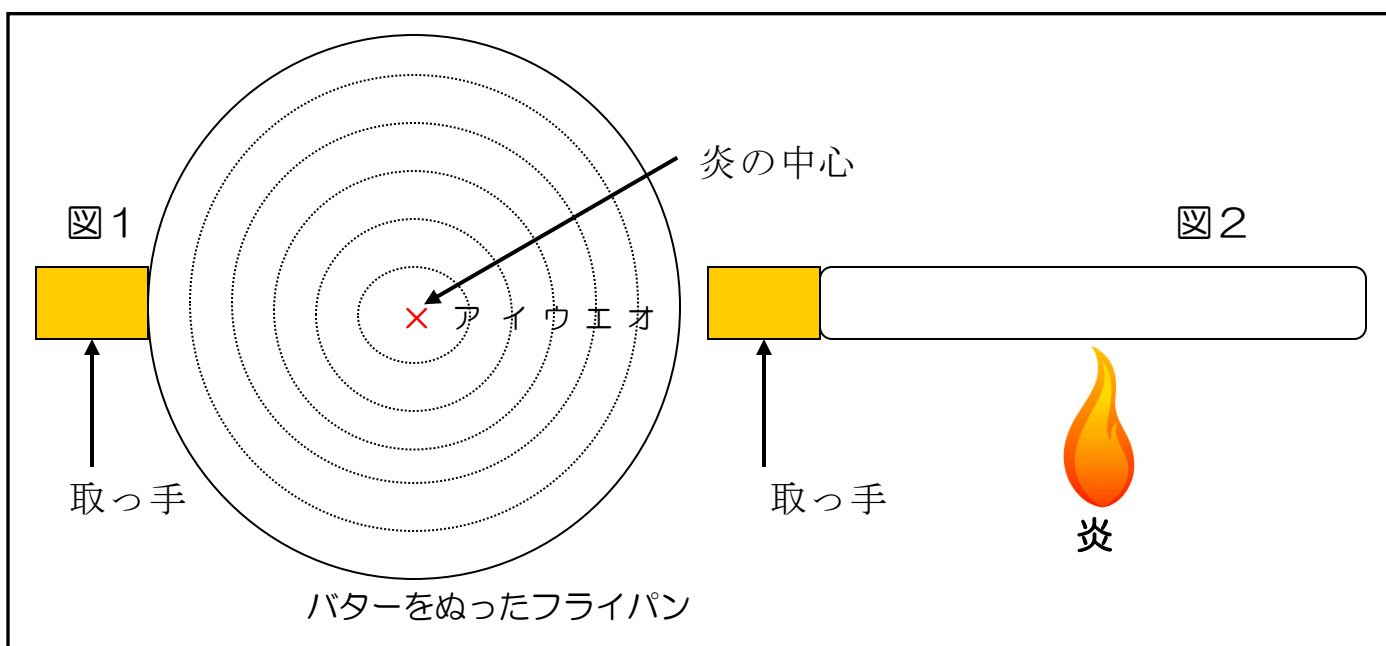 図1
炎の中心
ア イ ウ エ オ
取っ手
バターをぬったフライパン
図2
取っ手
炎